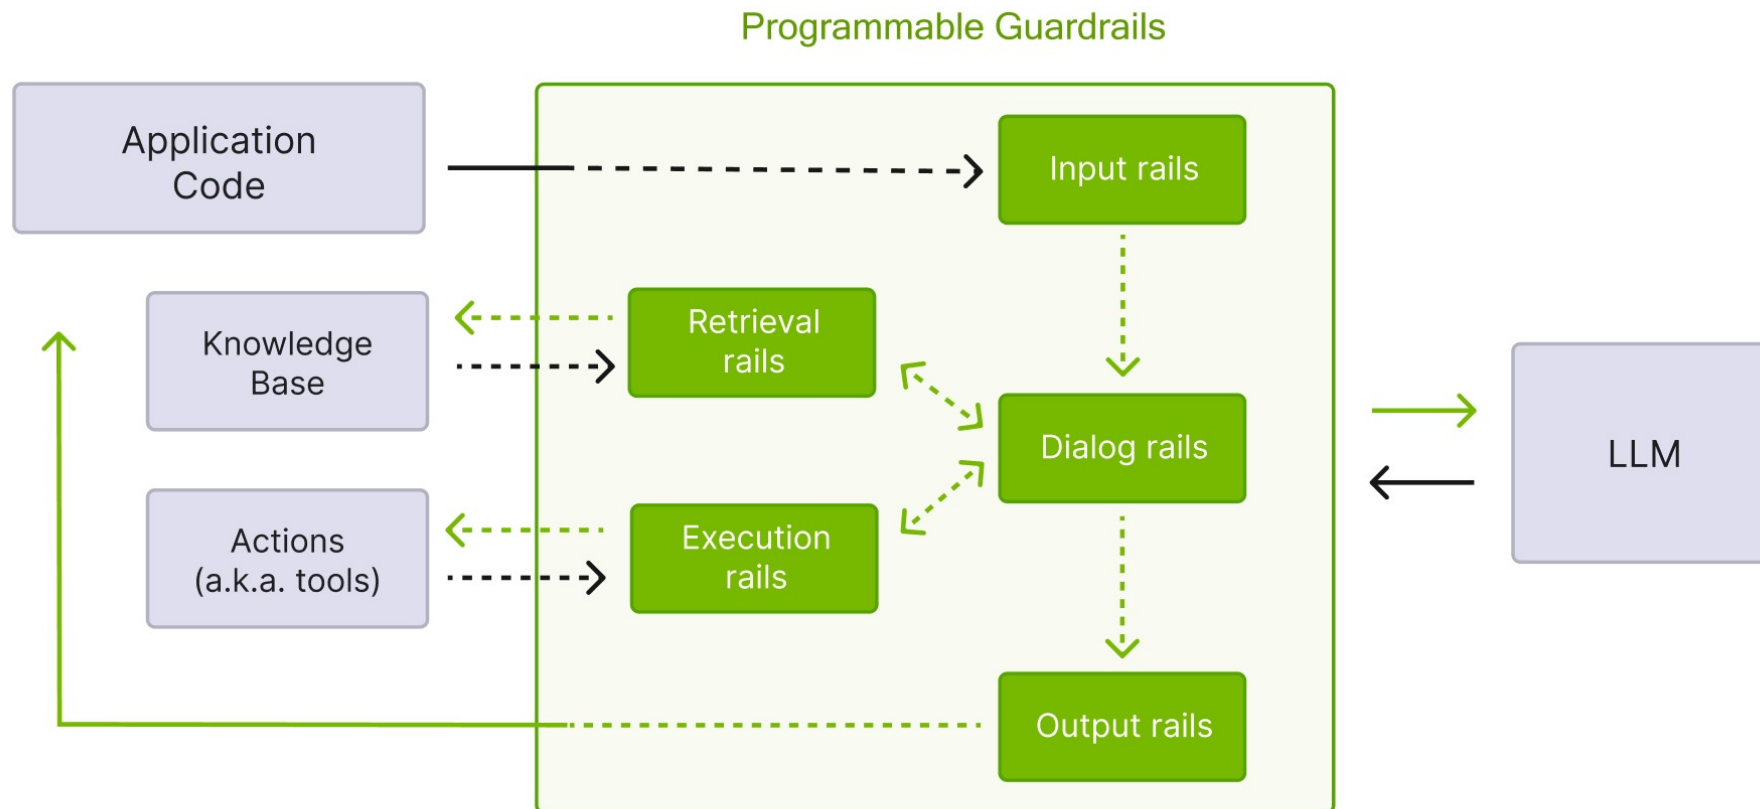 Programmable Guardrails
Application
Code
Input rails
Knowledge
Base
Retrieval
rails
Dialog rails
LLM
Actions
(a.k.a. tools)
Execution
rails
Output rails